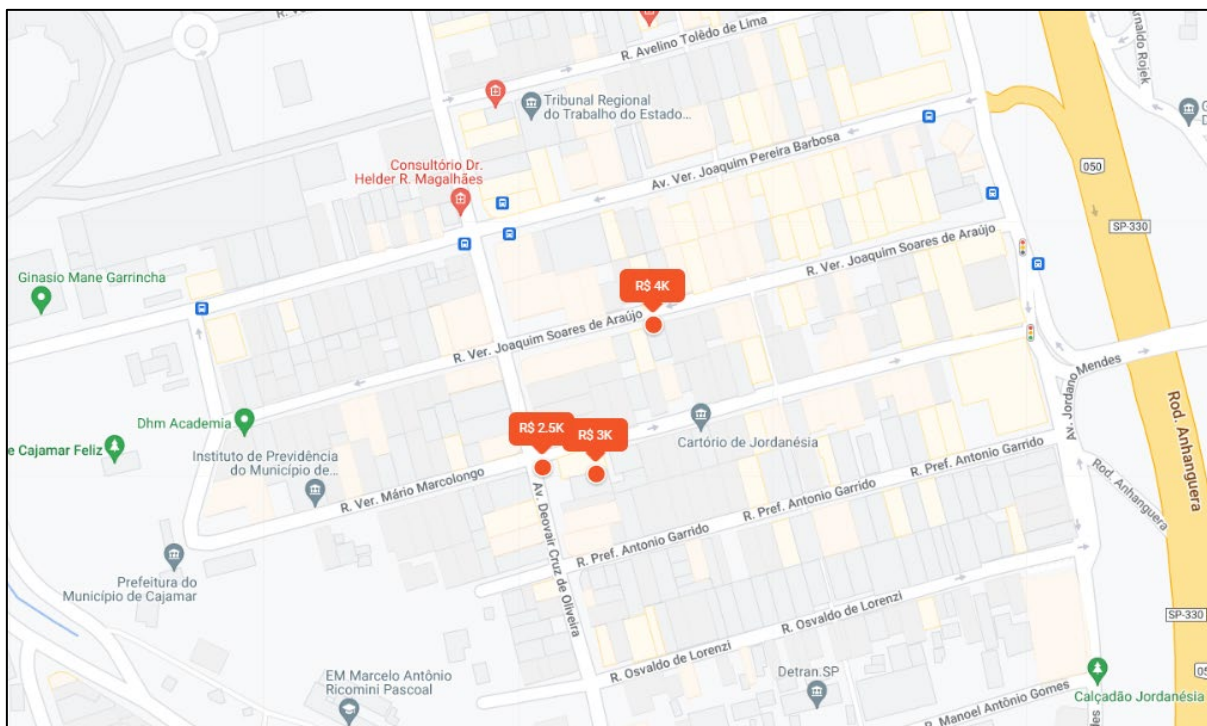 R. Avelino Tolêdo de Lima
Tribunal Regional
do Trabalho do Estado...
Av. Ver. Joaquim Pereira Barbosa
050
SP-330
Consultório Dr.
Helder R. Magalhães
Ginasio Mane Garrincha
R. Ver. Joaquim Soares de Araújo
R$ 4K
R. Ver. Joaquim Soares de Araújo
Av. Jordano Mendes
Rod. Anhanguera
Dhm Academia
R$ 2.5K
R$ 3K
Cartório de Jordanésia
e Cajamar Feliz
Instituto de Previdência
do Município de...
R. Ver. Mário Marcolongo
R. Pref. Antonio Garrido
R. Pref. Antonio Garrido
R. Pref. Antonio Garrido
Rod. Anhanguera
Av. Deovair Cruz de Oliveira
Prefeitura do
Município de Cajamar
R. Osvaldo de Lorenzi
R. Osvaldo de Lorenzi
SP-330
EM Marcelo Antônio
Ricomini Pascoal
Detran.SP
Calçadão Jordanésia
R. Manoel Antônio Gomes